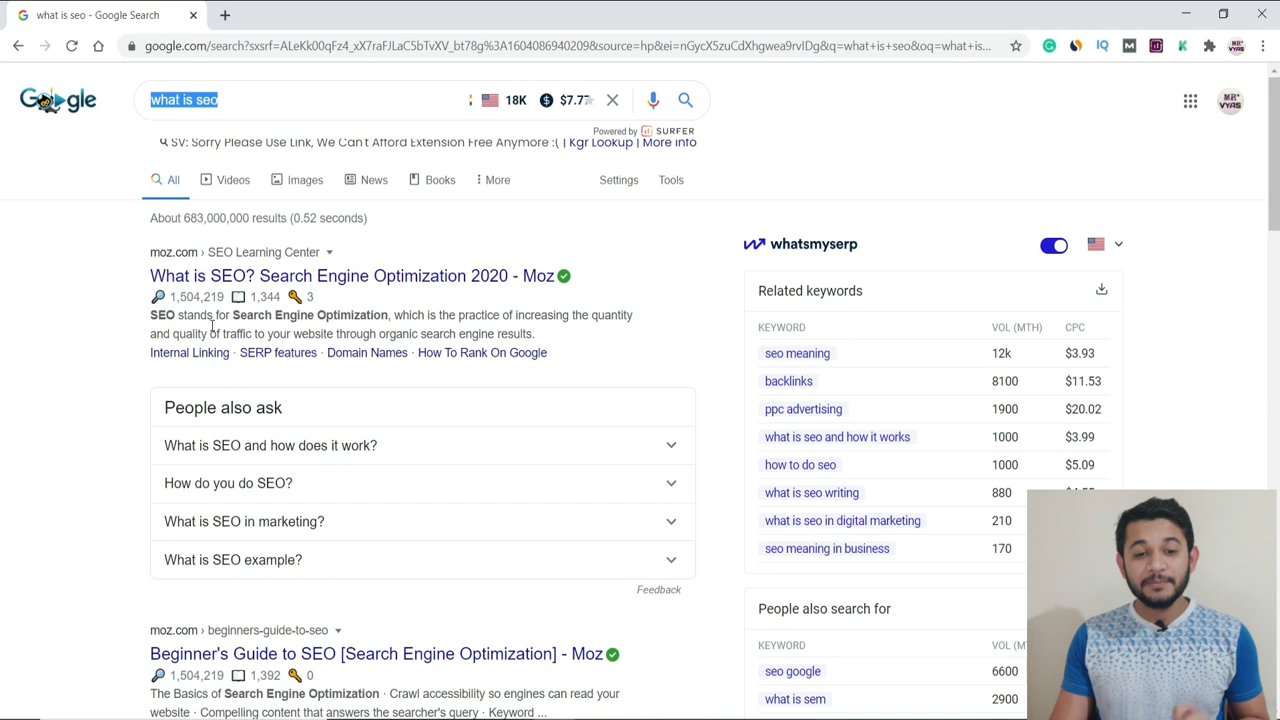 what is seo - Google Search
google.com/search?sxsrf=ALeKk00qFz4_xX7raFJLaC5b1oXV_bt78g%3A1604086940209&source=hp&ei=nGycX5zuCdXhgwea9rvIDg&q=what+is+seo&oq=what+is...
Google
what is seo
18K
$7.77
MR VYAS
Powered by SURFER
SV: Sorry Please Use Link, We Can't Afford Extension Free Anymore :( | Kgr Lookup | More info
All
Videos
Images
News
Books
More
Settings
Tools
About 683,000,000 results (0.52 seconds)
moz.com › SEO Learning Center
What is SEO? Search Engine Optimization 2020 - Moz
1,504,219 1,344 3
SEO stands for Search Engine Optimization, which is the practice of increasing the quantity
and quality of traffic to your website through organic search engine results.
Internal Linking · SERP features · Domain Names · How To Rank On Google
People also ask
What is SEO and how does it work?
How do you do SEO?
What is SEO in marketing?
What is SEO example?
Feedback
moz.com › beginners-guide-to-seo
Beginner's Guide to SEO [Search Engine Optimization] - Moz
1,504,219 1,392 0
The Basics of Search Engine Optimization · Crawl accessibility so engines can read your
website · Compelling content that answers the searcher's query · Keyword ...
whatsmyserp
Related keywords
KEYWORD VOL (MTH) CPC
seo meaning 12k $3.93
backlinks 8100 $11.53
ppc advertising 1900 $20.02
what is seo and how it works 1000 $3.99
how to do seo 1000 $5.09
what is seo writing 880
what is seo in digital marketing 210
seo meaning in business 170
People also search for
KEYWORD VOL (M
seo google 6600
what is sem 2900